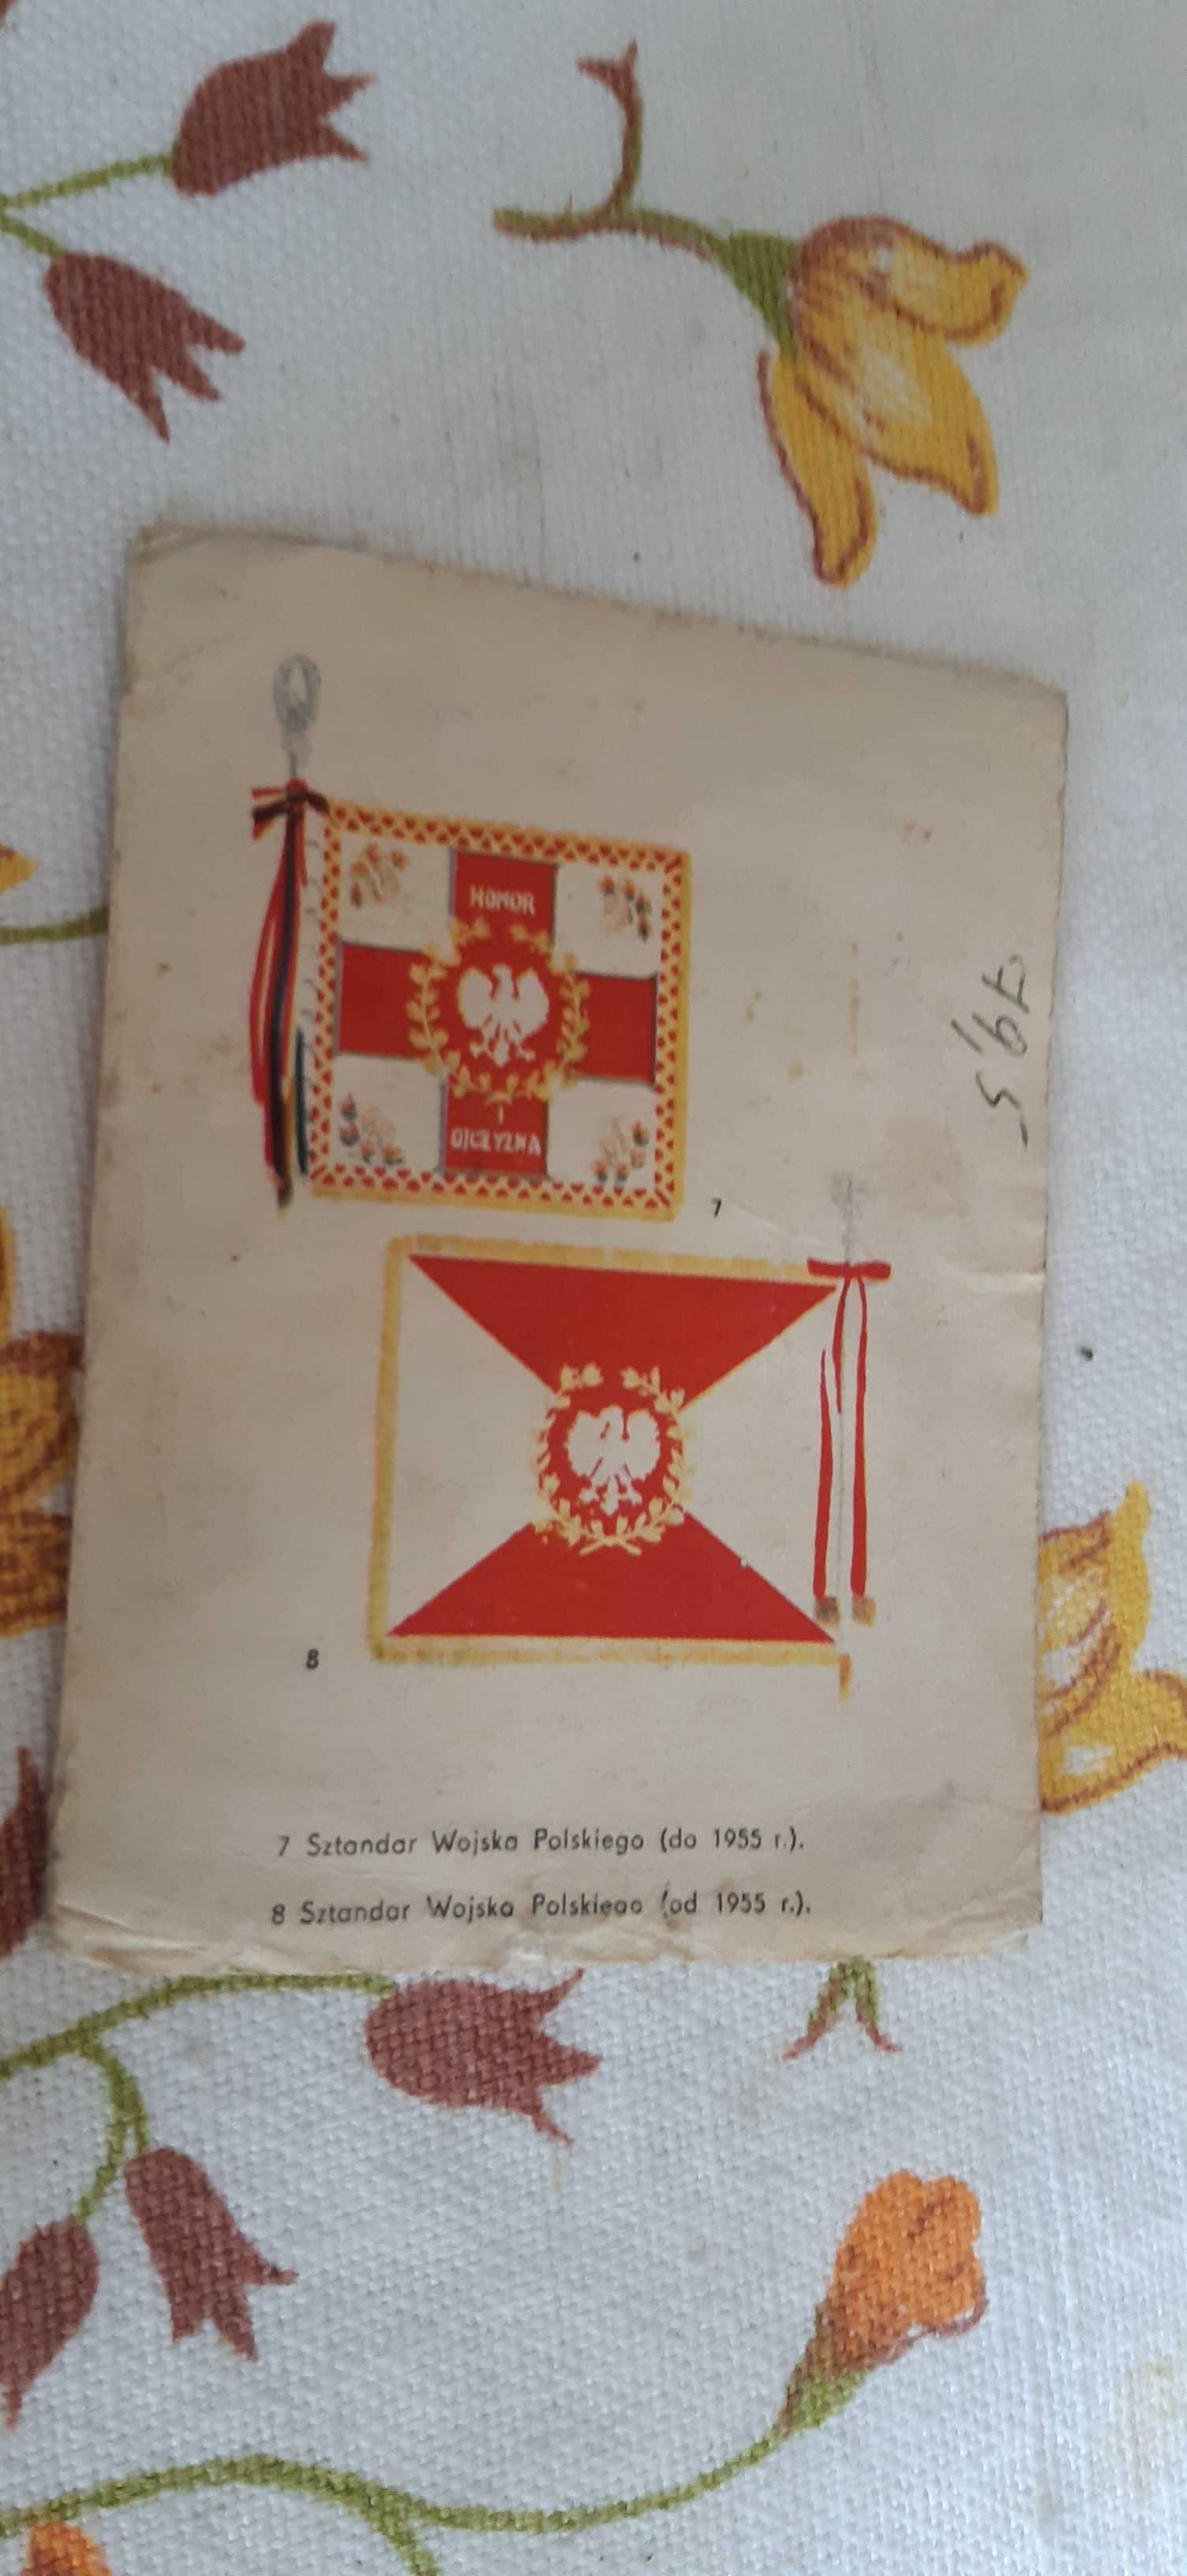 HONOR
I
OJCZYZNA
7
8
7 Sztandar Wojska Polskiego (do 1955 r.).
8 Sztandar Wojska Polskiego (od 1955 r.).